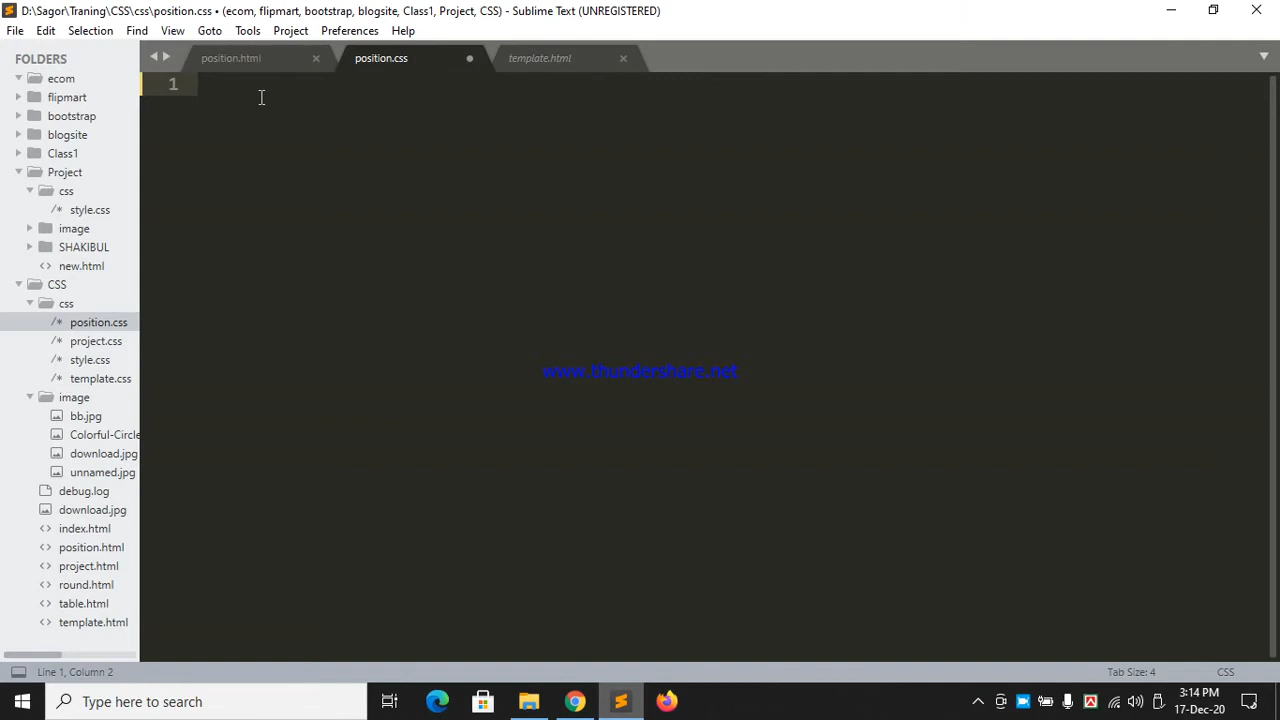 D:\Sagor\Traning\CSS\css\position.css • (ecom, flipmart, bootstrap, blogsite, Class1, Project, CSS) - Sublime Text (UNREGISTERED)
File Edit Selection Find View Goto Tools Project Preferences Help
FOLDERS
position.html position.css template.html
ecom
1
flipmart
bootstrap
blogsite
Class1
Project
css
/* style.css
image
SHAKIBUL
<> new.html
CSS
css
/* position.css
/* project.css
/* style.css
/* template.css
www.thundershare.net
image
bb.jpg
Colorful-Circle
download.jpg
unnamed.jpg
debug.log
download.jpg
<> index.html
<> position.html
<> project.html
<> round.html
<> table.html
<> template.html
Line 1, Column 2 Tab Size: 4 CSS
Type here to search
3:14 PM
17-Dec-20